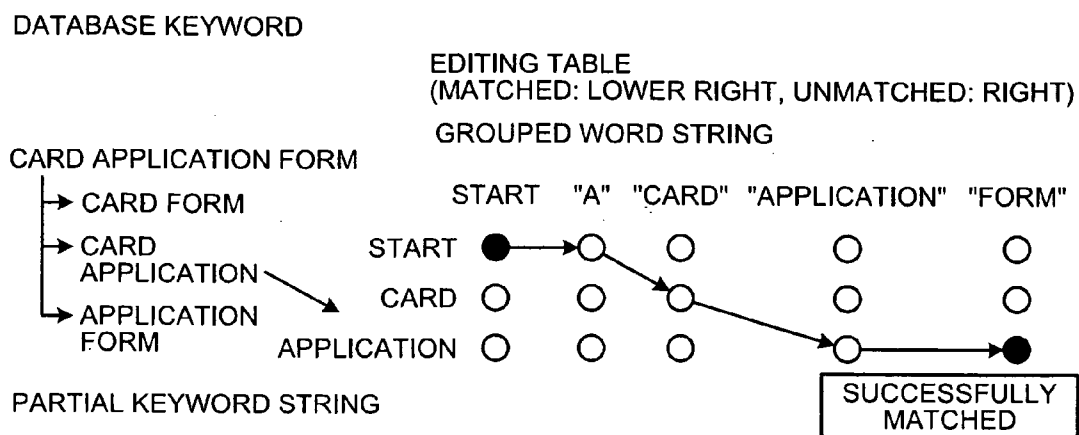 DATABASE KEYWORD
EDITING TABLE
(MATCHED: LOWER RIGHT, UNMATCHED: RIGHT)
GROUPED WORD STRING
CARD APPLICATION FORM
CARD FORM
CARD
APPLICATION
APPLICATION
FORM
START "A" "CARD" "APPLICATION" "FORM"
START
CARD
APPLICATION
PARTIAL KEYWORD STRING
SUCCESSFULLY
MATCHED